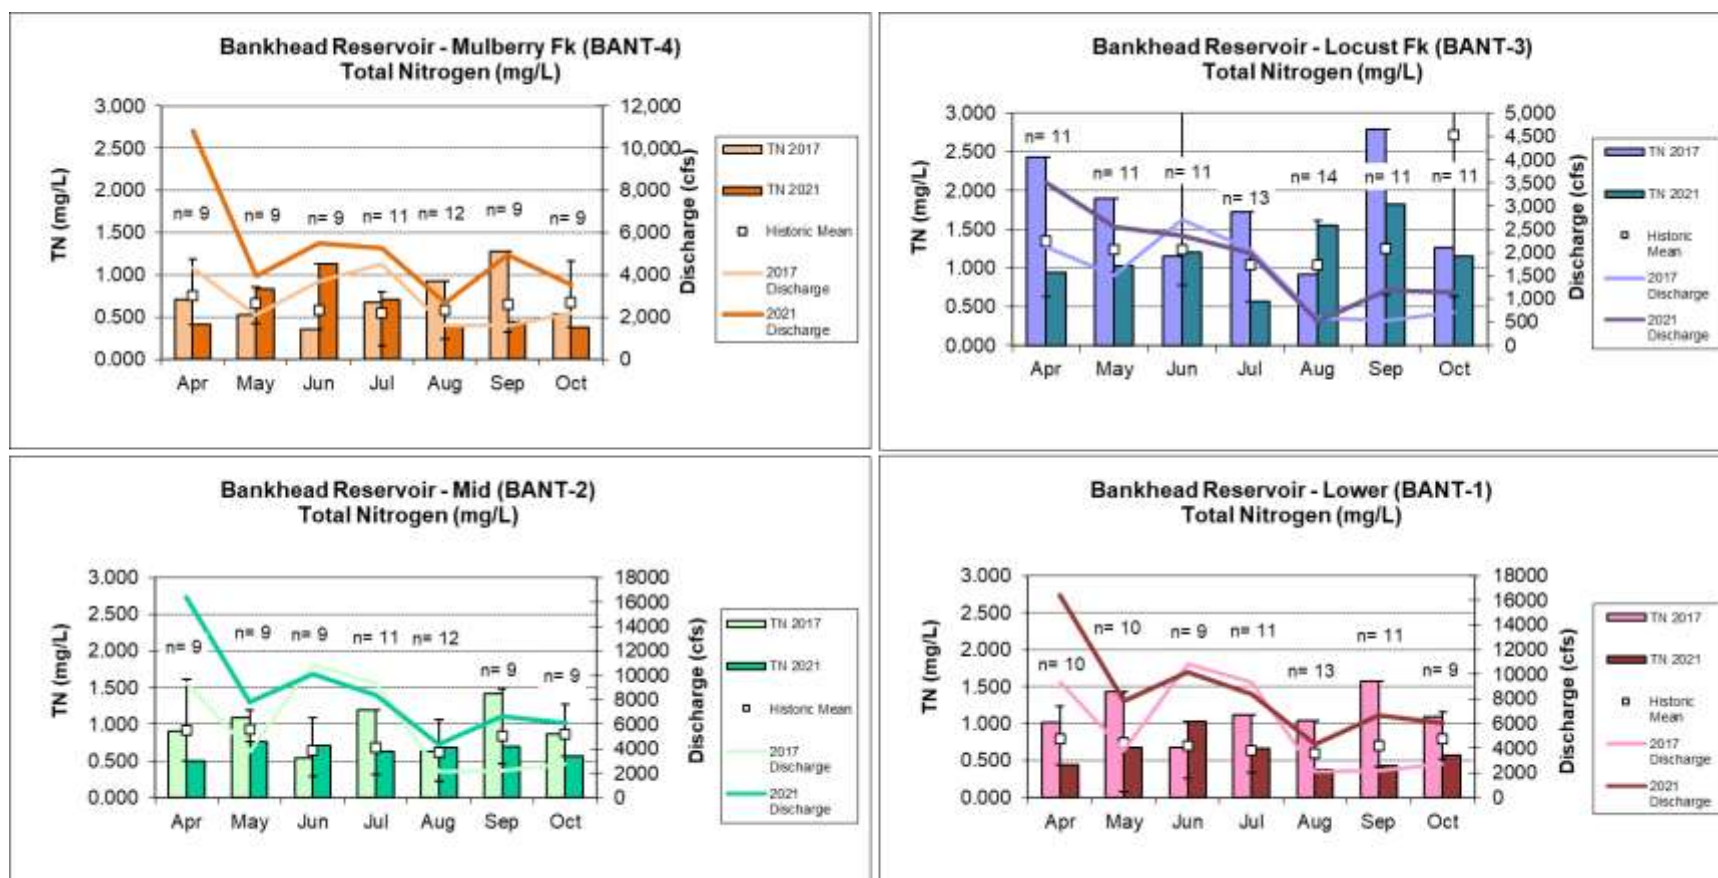 Bankhead Reservoir - Mulberry Fk (BANT-4)
Total Nitrogen (mg/L)
TN (mg/L)
3.000
2.500
2.000
1.500
1.000
0.500
0.000
n= 9
n= 9
n= 9
n= 11
n= 12
n= 9
n= 9
Apr May Jun Jul Aug Sep Oct
12,000
10,000
8,000
6,000
4,000
2,000
0
Discharge (cfs)
TN 2017
TN 2021
Historic Mean
2017
Discharge
2021
Discharge
Bankhead Reservoir - Locust Fk (BANT-3)
Total Nitrogen (mg/L)
TN (mg/L)
3.000
2.500
2.000
1.500
1.000
0.500
0.000
n= 11
n= 11
n= 11
n= 13
n= 14
n= 11
n= 11
Apr May Jun Jul Aug Sep Oct
5,000
4,500
4,000
3,500
3,000
2,500
2,000
1,500
1,000
500
0
Discharge (cfs)
TN 2017
TN 2021
Historic
Mean
2017
Discharge
2021
Discharge
Bankhead Reservoir - Mid (BANT-2)
Total Nitrogen (mg/L)
TN (mg/L)
3.000
2.500
2.000
1.500
1.000
0.500
0.000
n= 9
n= 9
n= 9
n= 11
n= 12
n= 9
n= 9
Apr May Jun Jul Aug Sep Oct
18000
16000
14000
12000
10000
8000
6000
4000
2000
0
Discharge (cfs)
TN 2017
TN 2021
Historic Mean
2017
Discharge
2021
Discharge
Bankhead Reservoir - Lower (BANT-1)
Total Nitrogen (mg/L)
TN (mg/L)
3.000
2.500
2.000
1.500
1.000
0.500
0.000
n= 10
n= 10
n= 9
n= 11
n= 13
n= 11
n= 9
Apr May Jun Jul Aug Sep Oct
18000
16000
14000
12000
10000
8000
6000
4000
2000
0
Discharge (cfs)
TN 2017
TN 2021
Historic
Mean
2017
Discharge
2021
Discharge